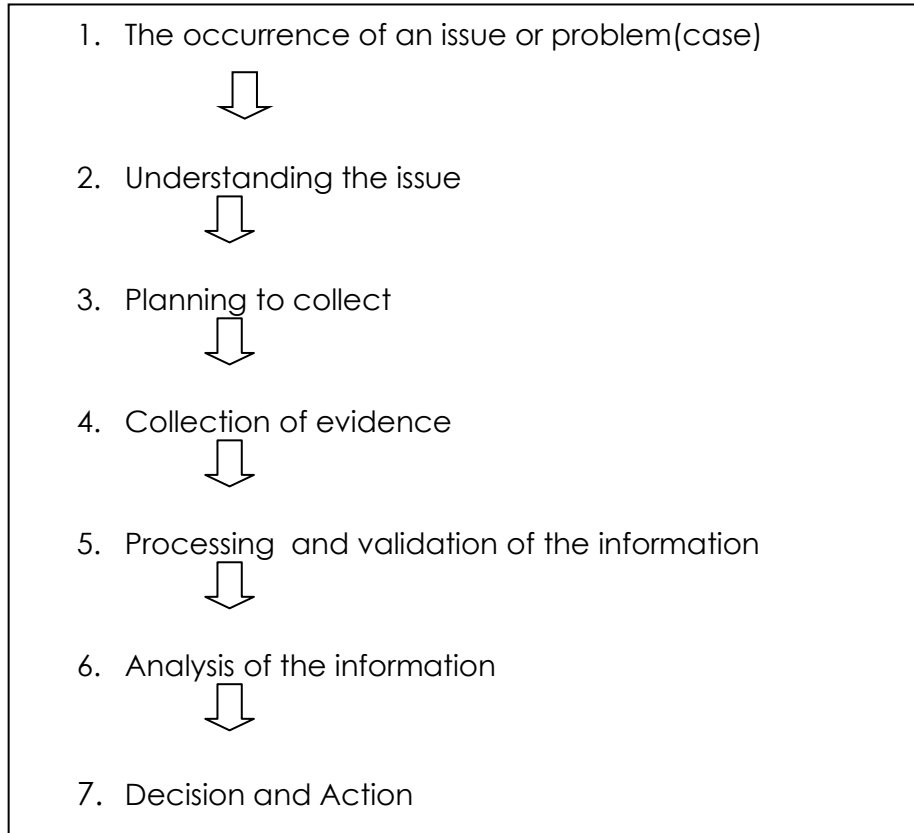 1. The occurrence of an issue or problem(case)
2. Understanding the issue
3. Planning to collect
4. Collection of evidence
5. Processing  and validation of the information
6. Analysis of the information
7. Decision and Action